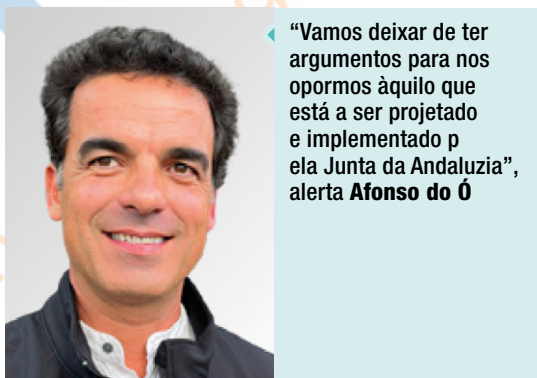 “Vamos deixar de ter
argumentos para nos
opormos àquilo que
está a ser projetado
e implementado p
ela Junta da Andaluzia”,
alerta Afonso do Ó